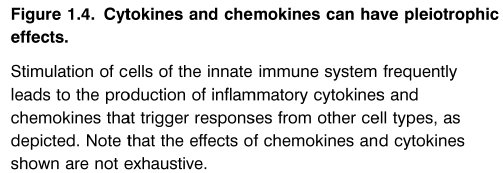 Figure 1.4. Cytokines and chemokines can have pleiotrophic
effects.
Stimulation of cells of the innate immune system frequently
leads to the production of inflammatory cytokines and
chemokines that trigger responses from other cell types, as
depicted. Note that the effects of chemokines and cytokines
shown are not exhaustive.